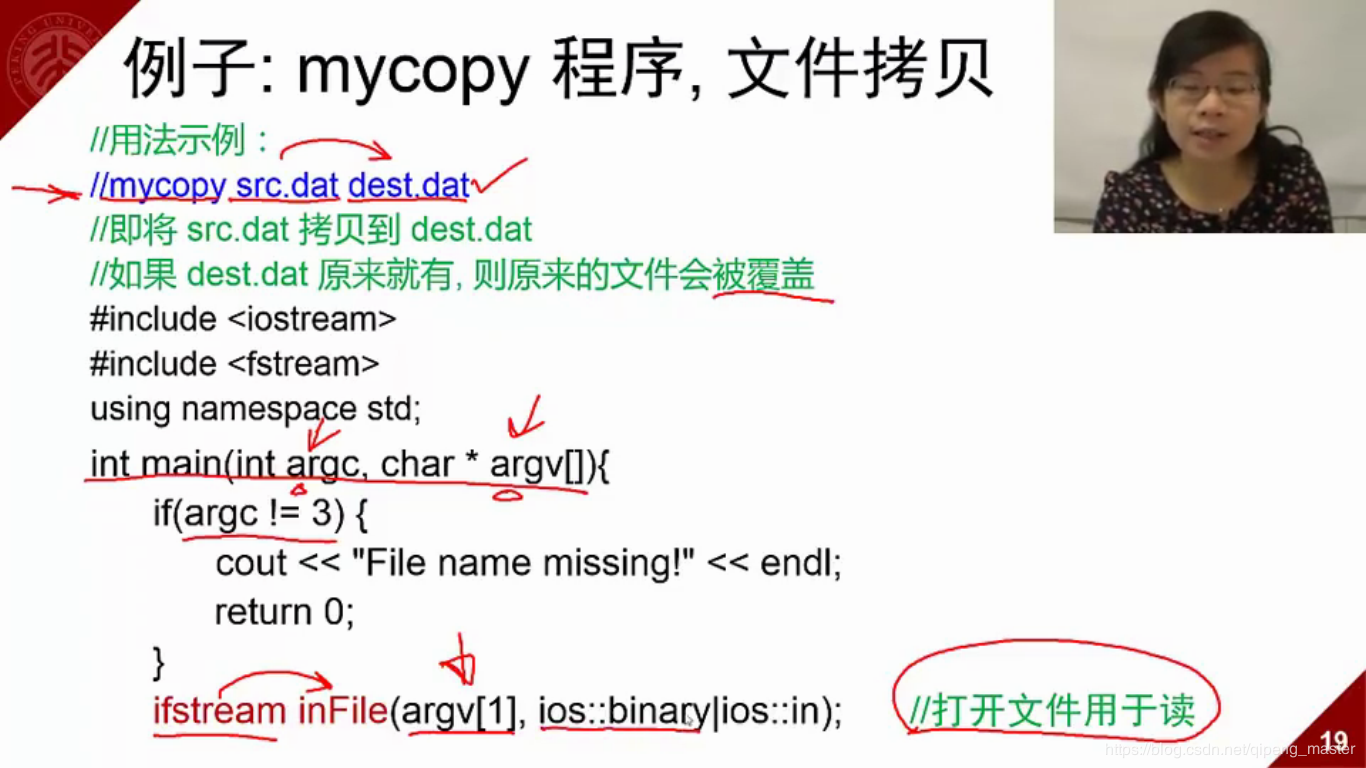 例子: mycopy 程序, 文件拷贝
//用法示例：
//mycopy src.dat dest.dat
//即将 src.dat 拷贝到 dest.dat
//如果 dest.dat 原来就有, 则原来的文件会被覆盖
#include <iostream>
#include <fstream>
using namespace std;
int main(int argc, char * argv[]){
if(argc != 3) {
cout << "File name missing!" << endl;
return 0;
}
ifstream inFile(argv[1], ios::binary|ios::in); //打开文件用于读
19
https://blog.csdn.net/qipang_master